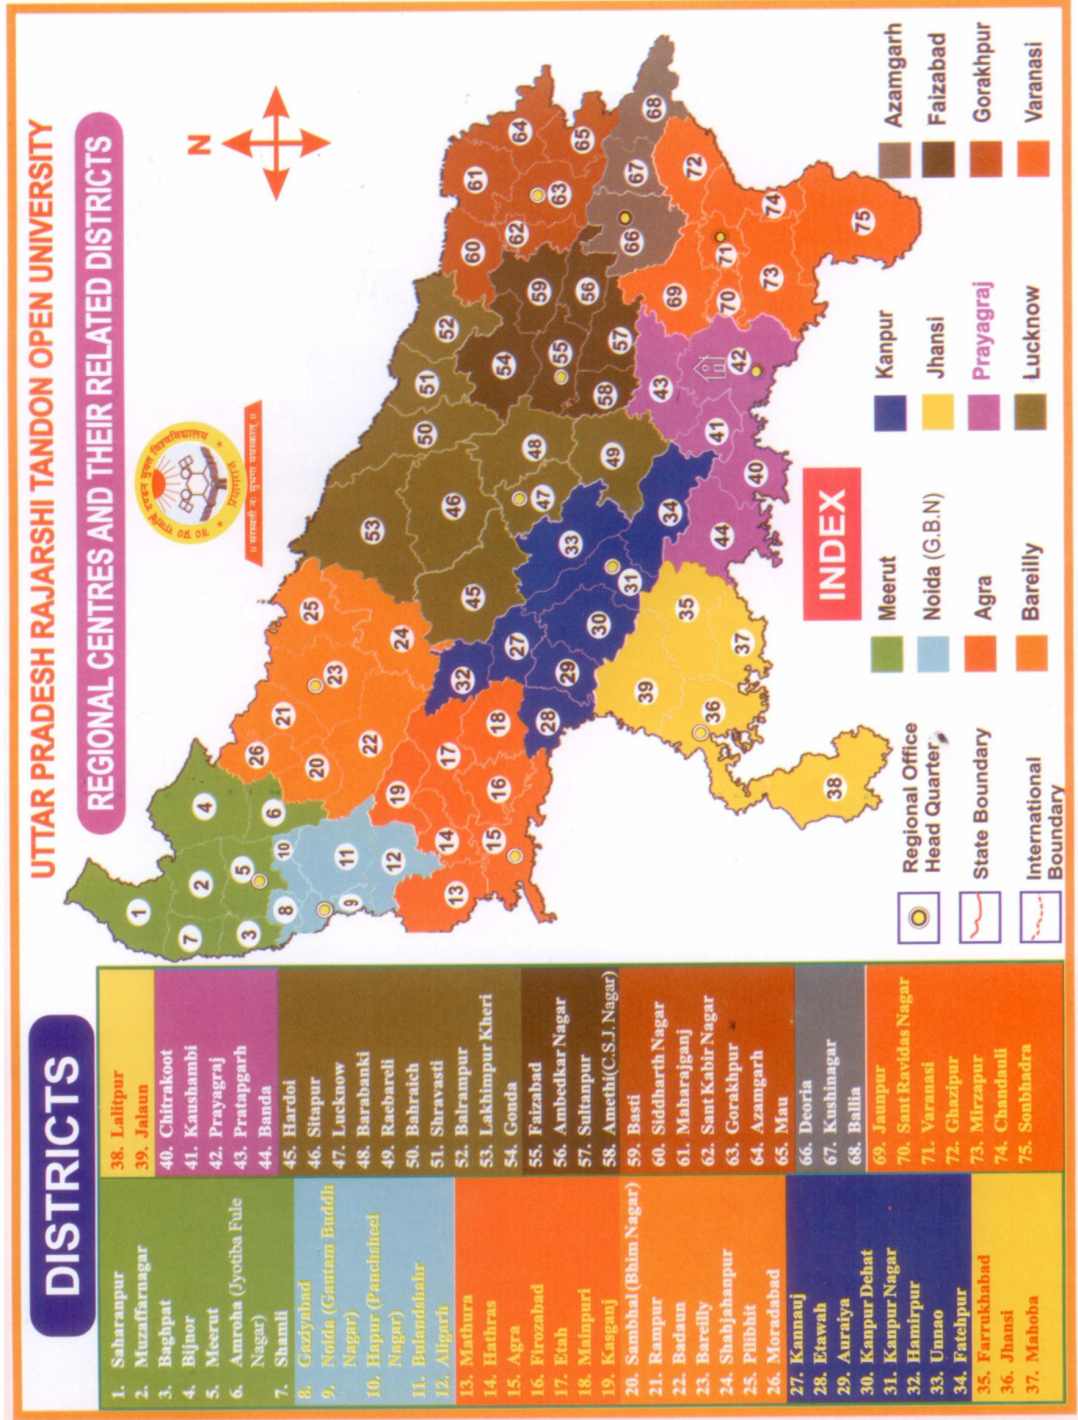 DISTRICTS
1. Saharanpur
2. Muzaffarnagar
3. Baghpat
4. Bijnor
5. Meerut
6. Amroha (Jyotiba Fule
Nagar)
7. Shamli
8. Gaziyabad
9. Noida (Gautam Buddh
Nagar)
10. Hapur (Panchsheel
Nagar)
11. Bulandshahr
12. Aligarh
13. Mathura
14. Hathras
15. Agra
16. Firozabad
17. Etah
18. Mainpuri
19. Kasganj
20. Sambhal (Bhim Nagar)
21. Rampur
22. Badaun
23. Bareilly
24. Shahjahanpur
25. Pilibhit
26. Moradabad
27. Kannauj
28. Etawah
29. Auraiya
30. Kanpur Dehat
31. Kanpur Nagar
32. Hamirpur
33. Unnao
34. Fatehpur
35. Farrukhabad
36. Jhansi
37. Mahoba
38. Lalitpur
39. Jalaun
40. Chitrakoot
41. Kaushambi
42. Prayagraj
43. Pratapgarh
44. Banda
45. Hardoi
46. Sitapur
47. Lucknow
48. Barabanki
49. Raebareli
50. Bahraich
51. Shravasti
52. Balrampur
53. Lakhimpur Kheri
54. Gonda
55. Faizabad
56. Ambedkar Nagar
57. Sultanpur
58. Amethi(C.S.J. Nagar)
59. Basti
60. Siddharth Nagar
61. Maharajganj
62. Sant Kabir Nagar
63. Gorakhpur
64. Azamgarh
65. Mau
66. Deoria
67. Kushinagar
68. Ballia
69. Jaunpur
70. Sant Ravidas Nagar
71. Varanasi
72. Ghazipur
73. Mirzapur
74. Chandauli
75. Sonbhadra
UTTAR PRADESH RAJARSHI TANDON OPEN UNIVERSITY
REGIONAL CENTRES AND THEIR RELATED DISTRICTS
टण्डन मुक्त विश्वविद्यालय
प्रयागराज
॥ सरस्वती नः सुभगा मयस्करत् ॥
N
1
2
3
4
5
6
7
8
9
10
11
12
13
14
15
16
17
18
19
20
21
22
23
24
25
26
27
28
29
30
31
32
33
34
35
36
37
38
39
40
41
42
43
44
45
46
47
48
49
50
51
52
53
54
55
56
57
58
59
60
61
62
63
64
65
66
67
68
69
70
71
72
73
74
75
INDEX
Regional Office
Head Quarter
State Boundary
International
Boundary
Meerut
Noida (G.B.N)
Agra
Bareilly
Kanpur
Jhansi
Prayagraj
Lucknow
Azamgarh
Faizabad
Gorakhpur
Varanasi